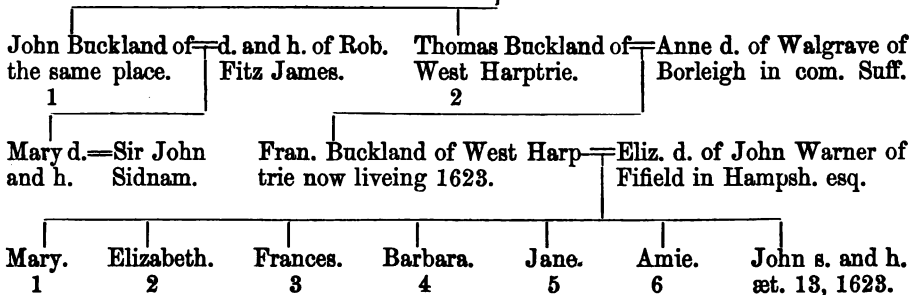 John Buckland of=d. and h. of Rob. Thomas Buckland of=Anne d. of Walgrave of
the same place. Fitz James. West Harptrie. Borleigh in com. Suff.
1 2
Mary d.=Sir John Fran. Buckland of West Harp-=Eliz. d. of John Warner of
and h. Sidnam. trie now liveing 1623. Fifield in Hampsh. esq.
Mary. Elizabeth. Frances. Barbara. Jane. Amie. John s. and h.
1 2 3 4 5 6 æt. 13, 1623.